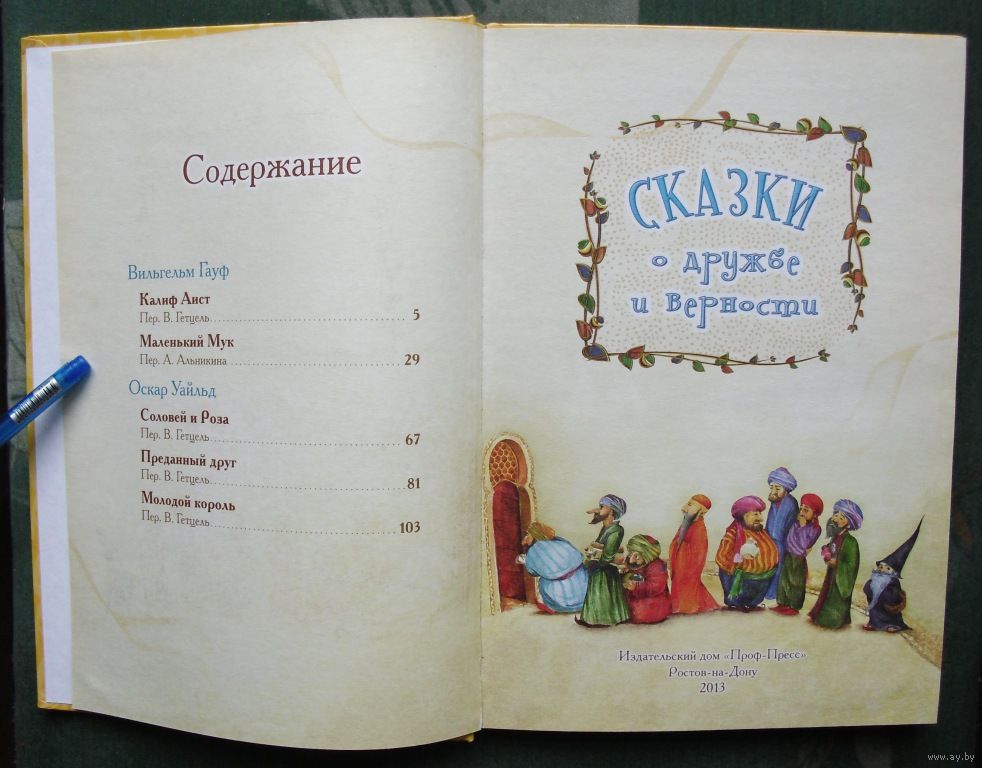 Содержание
Вильгельм Гауф
Калиф Аист
Пер. В. Гетцель 5
Маленький Мук
Пер. А. Альникина 29
Оскар Уайльд
Соловей и Роза
Пер. В. Гетцель 67
Преданный друг
Пер. В. Гетцель 81
Молодой король
Пер. В. Гетцель 103
Сказки
о дружбе
и верности
Издательский дом «Проф-Пресс»
Ростов-на-Дону
2013
www.ay.by